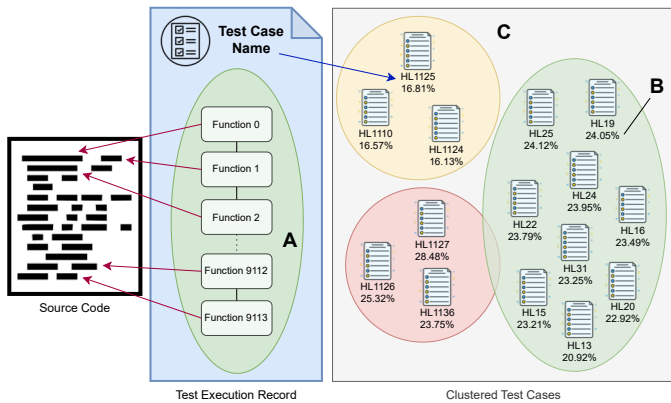 Test Case
Name
A
Function 0
Function 1
Function 2
Function 9112
Function 9113
Source Code
Test Execution Record
C
HL1125
16.81%
HL1110
16.57%
HL1124
16.13%
B
HL25
24.12%
HL19
24.05%
HL24
23.95%
HL22
23.79%
HL16
23.49%
HL31
23.25%
HL15
23.21%
HL20
22.92%
HL13
20.92%
HL1127
28.48%
HL1126
25.32%
HL1136
23.75%
Clustered Test Cases